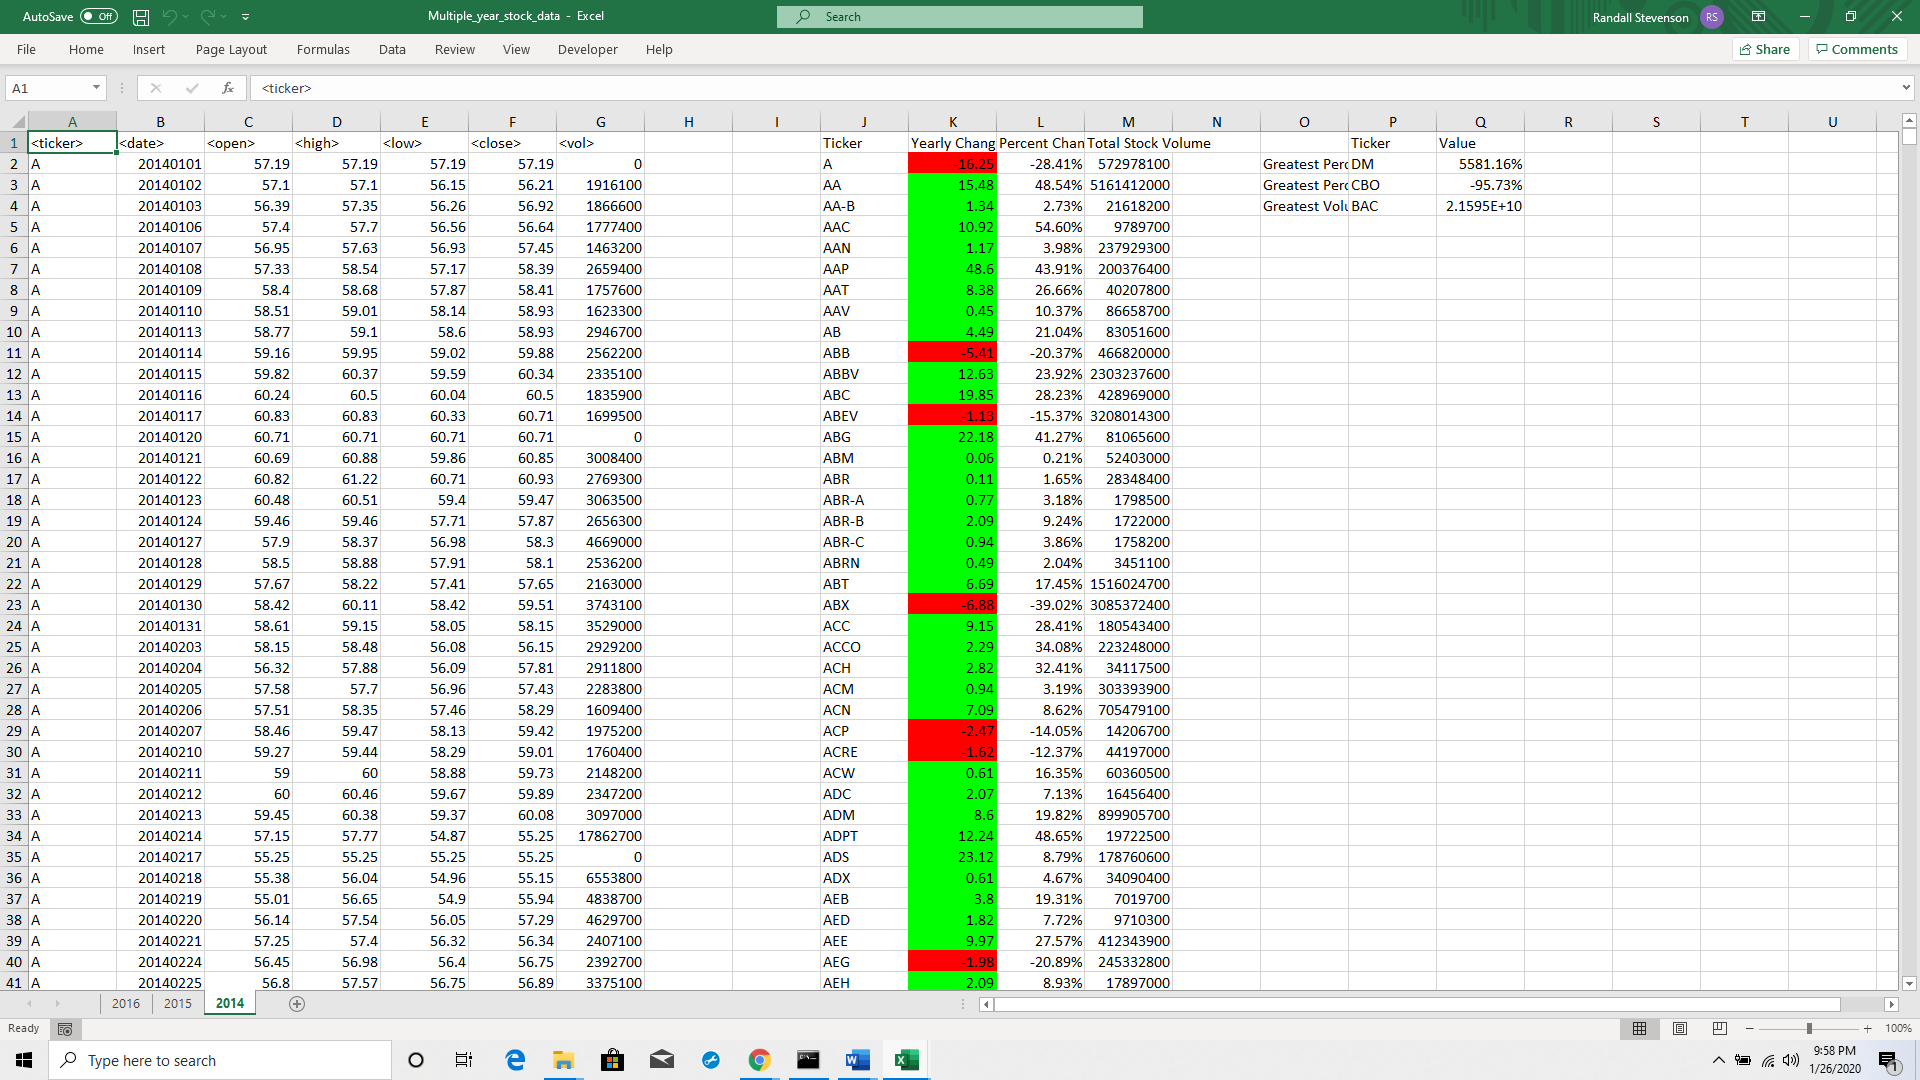 AutoSave Off Multiple_year_stock_data - Excel Search Randall Stevenson RS
File Home Insert Page Layout Formulas Data Review View Developer Help Share Comments
A1 fx <ticker>
A B C D E F G H I J K L M N O P Q R S T U
1 <ticker> <date> <open> <high> <low> <close> <vol> Ticker Yearly Chang Percent Chan Total Stock Volume Ticker Value
2 A 20140101 57.19 57.19 57.19 57.19 0 A -16.25 -28.41% 572978100 Greatest Perc DM 5581.16%
3 A 20140102 57.1 57.1 56.15 56.21 1916100 AA 15.48 48.54% 5161412000 Greatest Perc CBO -95.73%
4 A 20140103 56.39 57.35 56.26 56.92 1866600 AA-B 1.34 2.73% 21618200 Greatest Volu BAC 2.1595E+10
5 A 20140106 57.4 57.7 56.56 56.64 1777400 AAC 10.92 54.60% 9789700
6 A 20140107 56.95 57.63 56.93 57.45 1463200 AAN 1.17 3.98% 237929300
7 A 20140108 57.33 58.54 57.17 58.39 2659400 AAP 48.6 43.91% 200376400
8 A 20140109 58.4 58.68 57.87 58.41 1757600 AAT 8.38 26.66% 40207800
9 A 20140110 58.51 59.01 58.14 58.93 1623300 AAV 0.45 10.37% 86658700
10 A 20140113 58.77 59.1 58.6 58.93 2946700 AB 4.49 21.04% 83051600
11 A 20140114 59.16 59.95 59.02 59.88 2562200 ABB -5.41 -20.37% 466820000
12 A 20140115 59.82 60.37 59.59 60.34 2335100 ABBV 12.63 23.92% 2303237600
13 A 20140116 60.24 60.5 60.04 60.5 1835900 ABC 19.85 28.23% 428969000
14 A 20140117 60.83 60.83 60.33 60.71 1699500 ABEV -1.13 -15.37% 3208014300
15 A 20140120 60.71 60.71 60.71 60.71 0 ABG 22.18 41.27% 81065600
16 A 20140121 60.69 60.88 59.86 60.85 3008400 ABM 0.06 0.21% 52403000
17 A 20140122 60.82 61.22 60.71 60.93 2769300 ABR 0.11 1.65% 28348400
18 A 20140123 60.48 60.51 59.4 59.47 3063500 ABR-A 0.77 3.18% 1798500
19 A 20140124 59.46 59.46 57.71 57.87 2656300 ABR-B 2.09 9.24% 1722000
20 A 20140127 57.9 58.37 56.98 58.3 4669000 ABR-C 0.94 3.86% 1758200
21 A 20140128 58.5 58.88 57.91 58.1 2536200 ABRN 0.49 2.04% 3451100
22 A 20140129 57.67 58.22 57.41 57.65 2163000 ABT 6.69 17.45% 1516024700
23 A 20140130 58.42 60.11 58.42 59.51 3743100 ABX -6.88 -39.02% 3085372400
24 A 20140131 58.61 59.15 58.05 58.15 3529000 ACC 9.15 28.41% 180543400
25 A 20140203 58.15 58.48 56.08 56.15 2929200 ACCO 2.29 34.08% 223248000
26 A 20140204 56.32 57.88 56.09 57.81 2911800 ACH 2.82 32.41% 34117500
27 A 20140205 57.58 57.7 56.96 57.43 2283800 ACM 0.94 3.19% 303393900
28 A 20140206 57.51 58.35 57.46 58.29 1609400 ACN 7.09 8.62% 705479100
29 A 20140207 58.46 59.47 58.13 59.42 1975200 ACP -2.47 -14.05% 14206700
30 A 20140210 59.27 59.44 58.29 59.01 1760400 ACRE -1.62 -12.37% 44197000
31 A 20140211 59 60 58.88 59.73 2148200 ACW 0.61 16.35% 60360500
32 A 20140212 60 60.46 59.67 59.89 2347200 ADC 2.07 7.13% 16456400
33 A 20140213 59.45 60.38 59.37 60.08 3097000 ADM 8.6 19.82% 899905700
34 A 20140214 57.15 57.77 54.87 55.25 17862700 ADPT 12.24 48.65% 19722500
35 A 20140217 55.25 55.25 55.25 55.25 0 ADS 23.12 8.79% 178760600
36 A 20140218 55.38 56.04 54.96 55.15 6553800 ADX 0.61 4.67% 34090400
37 A 20140219 55.01 56.65 54.9 55.94 4838700 AEB 3.8 19.31% 7019700
38 A 20140220 56.14 57.54 56.05 57.29 4629700 AED 1.82 7.72% 9710300
39 A 20140221 57.25 57.4 56.32 56.34 2407100 AEE 9.97 27.57% 412343900
40 A 20140224 56.45 56.98 56.4 56.75 2392700 AEG -1.98 -20.89% 245332800
41 A 20140225 56.8 57.57 56.75 56.89 3375100 AEH 2.09 8.93% 17897000
2016 2015 2014
Ready 100%
Type here to search 9:58 PM
1/26/2020 1